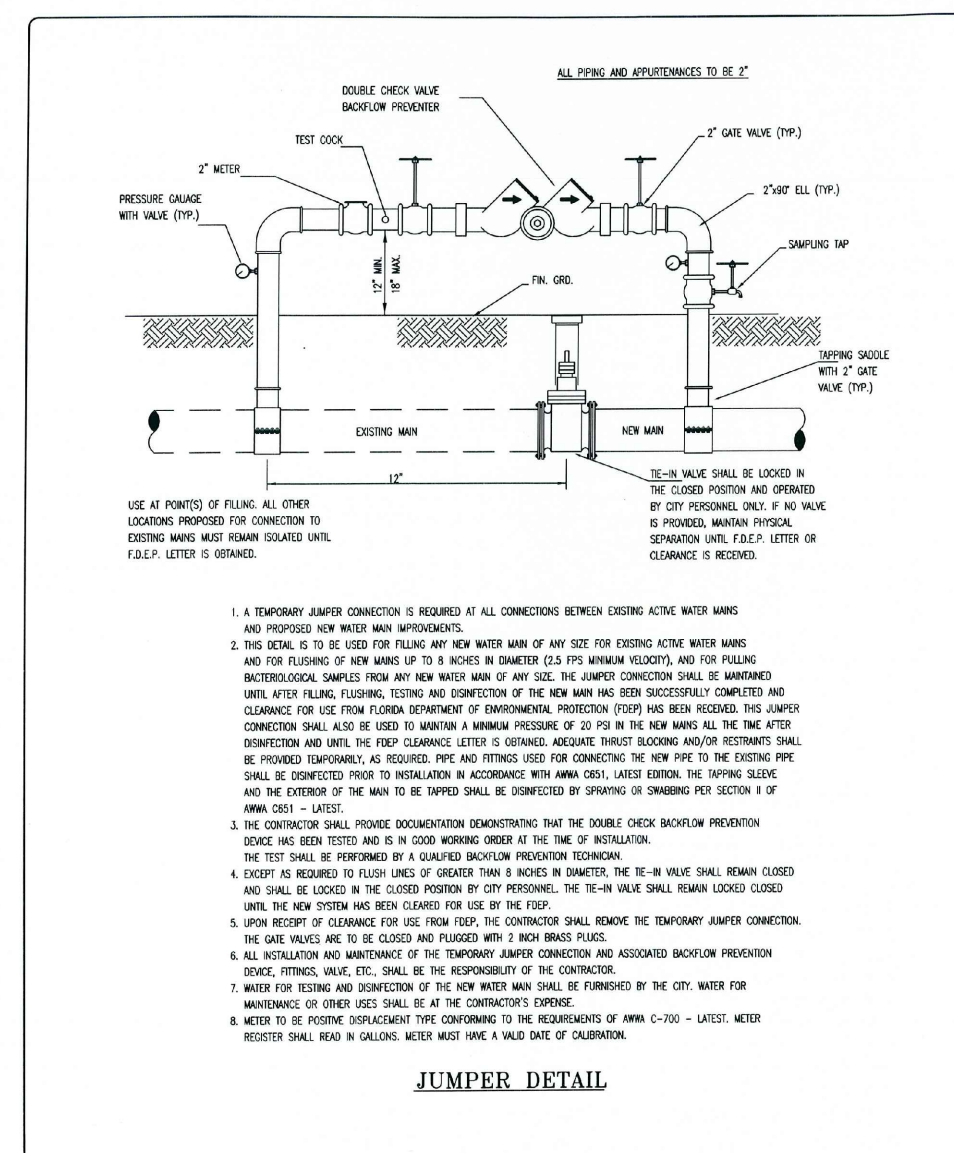 ALL PIPING AND APPURTENANCES TO BE 2"
DOUBLE CHECK VALVE
BACKFLOW PREVENTER
TEST COCK
2" GATE VALVE (TYP.)
2" METER
2"x90° ELL (TYP.)
PRESSURE GAUAGE
WITH VALVE (TYP.)
SAMPLING TAP
12" MIN.
18" MAX.
FIN. GRD.
TAPPING SADDLE
WITH 2" GATE
VALVE (TYP.)
EXISTING MAIN
NEW MAIN
12"
TIE-IN VALVE SHALL BE LOCKED IN
THE CLOSED POSITION AND OPERATED
BY CITY PERSONNEL ONLY. IF NO VALVE
IS PROVIDED, MAINTAIN PHYSICAL
SEPARATION UNTIL F.D.E.P. LETTER OR
CLEARANCE IS RECEIVED.
USE AT POINT(S) OF FILLING. ALL OTHER
LOCATIONS PROPOSED FOR CONNECTION TO
EXISTING MAINS MUST REMAIN ISOLATED UNTIL
F.D.E.P. LETTER IS OBTAINED.
1. A TEMPORARY JUMPER CONNECTION IS REQUIRED AT ALL CONNECTIONS BETWEEN EXISTING ACTIVE WATER MAINS
AND PROPOSED NEW WATER MAIN IMPROVEMENTS.
2. THIS DETAIL IS TO BE USED FOR FILLING ANY NEW WATER MAIN OF ANY SIZE FOR EXISTING ACTIVE WATER MAINS
AND FOR FLUSHING OF NEW MAINS UP TO 8 INCHES IN DIAMETER (2.5 FPS MINIMUM VELOCITY), AND FOR PULLING
BACTERIOLOGICAL SAMPLES FROM ANY NEW WATER MAIN OF ANY SIZE. THE JUMPER CONNECTION SHALL BE MAINTAINED
UNTIL AFTER FILLING, FLUSHING, TESTING AND DISINFECTION OF THE NEW MAIN HAS BEEN SUCCESSFULLY COMPLETED AND
CLEARANCE FOR USE FROM FLORIDA DEPARTMENT OF ENVIRONMENTAL PROTECTION (FDEP) HAS BEEN RECEIVED. THIS JUMPER
CONNECTION SHALL ALSO BE USED TO MAINTAIN A MINIMUM PRESSURE OF 20 PSI IN THE NEW MAINS ALL THE TIME AFTER
DISINFECTION AND UNTIL THE FDEP CLEARANCE LETTER IS OBTAINED. ADEQUATE THRUST BLOCKING AND/OR RESTRAINTS SHALL
BE PROVIDED TEMPORARILY, AS REQUIRED. PIPE AND FITTINGS USED FOR CONNECTING THE NEW PIPE TO THE EXISTING PIPE
SHALL BE DISINFECTED PRIOR TO INSTALLATION IN ACCORDANCE WITH AWWA C651, LATEST EDITION. THE TAPPING SLEEVE
AND THE EXTERIOR OF THE MAIN TO BE TAPPED SHALL BE DISINFECTED BY SPRAYING OR SWABBING PER SECTION II OF
AWWA C651 - LATEST.
3. THE CONTRACTOR SHALL PROVIDE DOCUMENTATION DEMONSTRATING THAT THE DOUBLE CHECK BACKFLOW PREVENTION
DEVICE HAS BEEN TESTED AND IS IN GOOD WORKING ORDER AT THE TIME OF INSTALLATION.
THE TEST SHALL BE PERFORMED BY A QUALIFIED BACKFLOW PREVENTION TECHNICIAN.
4. EXCEPT AS REQUIRED TO FLUSH LINES OF GREATER THAN 8 INCHES IN DIAMETER, THE TIE-IN VALVE SHALL REMAIN CLOSED
AND SHALL BE LOCKED IN THE CLOSED POSITION BY CITY PERSONNEL. THE TIE-IN VALVE SHALL REMAIN LOCKED CLOSED
UNTIL THE NEW SYSTEM HAS BEEN CLEARED FOR USE BY THE FDEP.
5. UPON RECEIPT OF CLEARANCE FOR USE FROM FDEP, THE CONTRACTOR SHALL REMOVE THE TEMPORARY JUMPER CONNECTION.
THE GATE VALVES ARE TO BE CLOSED AND PLUGGED WITH 2 INCH BRASS PLUGS.
6. ALL INSTALLATION AND MAINTENANCE OF THE TEMPORARY JUMPER CONNECTION AND ASSOCIATED BACKFLOW PREVENTION
DEVICE, FITTINGS, VALVE, ETC., SHALL BE THE RESPONSIBILITY OF THE CONTRACTOR.
7. WATER FOR TESTING AND DISINFECTION OF THE NEW WATER MAIN SHALL BE FURNISHED BY THE CITY. WATER FOR
MAINTENANCE OR OTHER USES SHALL BE AT THE CONTRACTOR'S EXPENSE.
8. METER TO BE POSITIVE DISPLACEMENT TYPE CONFORMING TO THE REQUIREMENTS OF AWWA C-700 - LATEST. METER
REGISTER SHALL READ IN GALLONS. METER MUST HAVE A VALID DATE OF CALIBRATION.
JUMPER DETAIL